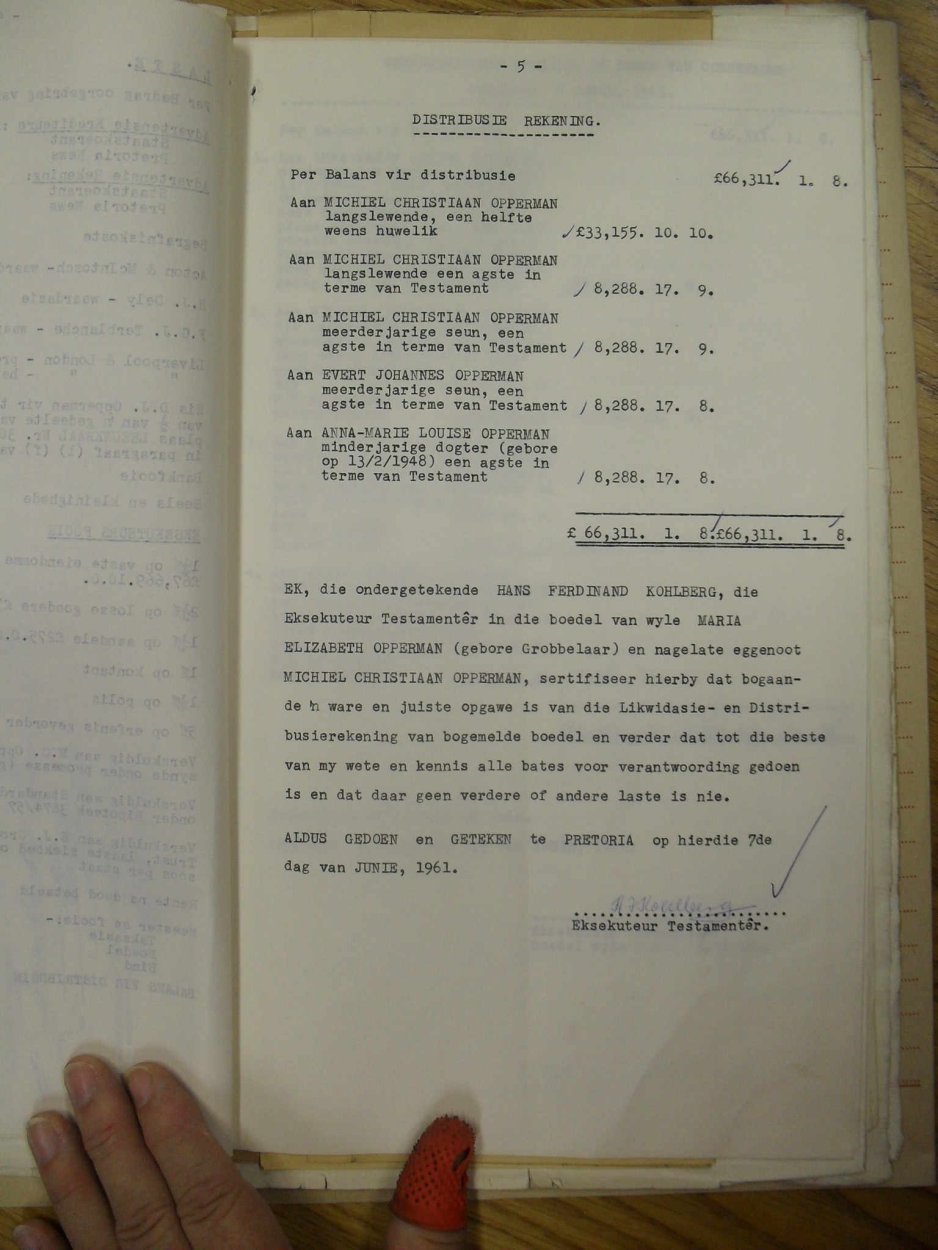 - 5 -
DISTRIBUSIE REKENING.
Per Balans vir distribusie £66,311. 1. 8.
Aan MICHIEL CHRISTIAAN OPPERMAN
langslewende, een helfte
weens huwelik £33,155. 10. 10.
Aan MICHIEL CHRISTIAAN OPPERMAN
langslewende een agste in
terme van Testament 8,288. 17. 9.
Aan MICHIEL CHRISTIAAN OPPERMAN
meerderjarige seun, een
agste in terme van Testament 8,288. 17. 9.
Aan EVERT JOHANNES OPPERMAN
meerderjarige seun, een
agste in terme van Testament 8,288. 17. 8.
Aan ANNA-MARIE LOUISE OPPERMAN
minderjarige dogter (gebore
op 13/2/1948) een agste in
terme van Testament 8,288. 17. 8.
£ 66,311. 1. 8. £66,311. 1. 8.
EK, die ondergetekende HANS FERDINAND KOHLBERG, die
Eksekuteur Testamentêr in die boedel van wyle MARIA
ELIZABETH OPPERMAN (gebore Grobbelaar) en nagelate eggenoot
MICHIEL CHRISTIAAN OPPERMAN, sertifiseer hierby dat bogaan-
de 'n ware en juiste opgawe is van die Likwidasie- en Distri-
busierekening van bogemelde boedel en verder dat tot die beste
van my wete en kennis alle bates voor verantwoording gedoen
is en dat daar geen verdere of andere laste is nie.
ALDUS GEDOEN en GETEKEN te PRETORIA op hierdie 7de
dag van JUNIE, 1961.
Eksekuteur Testamentêr.